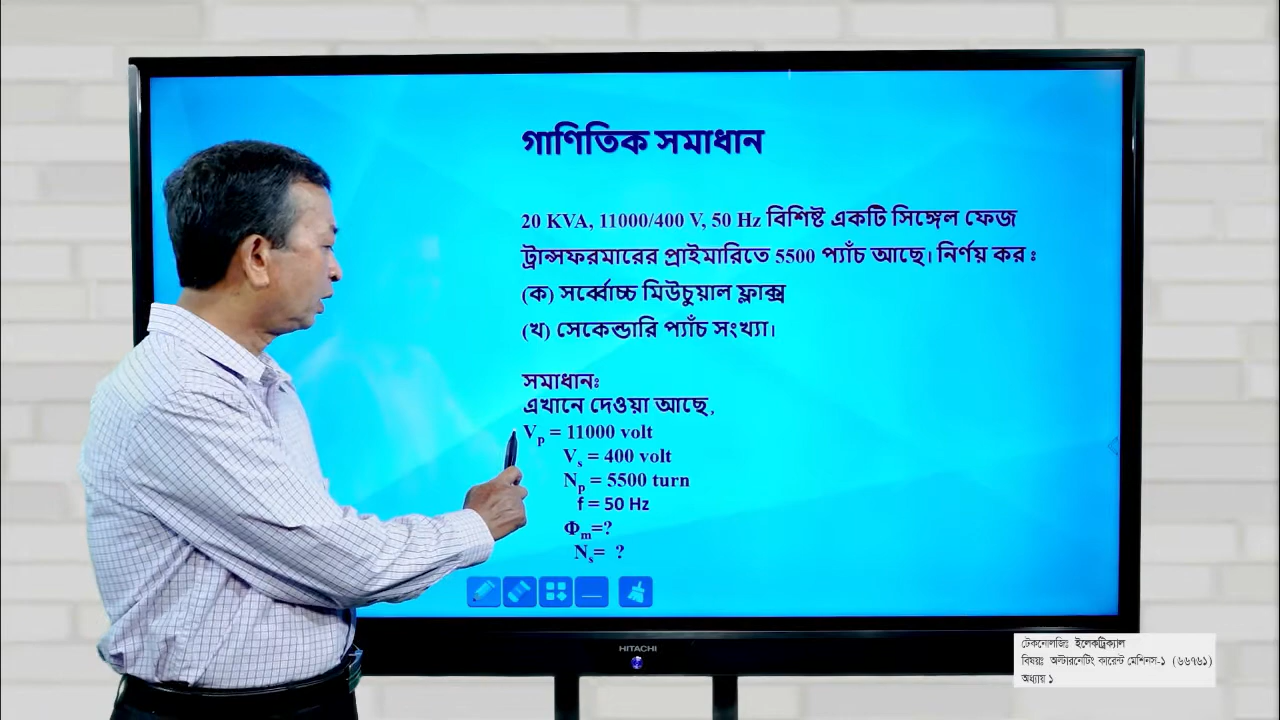 গাণিতিক সমাধান
20 KVA, 11000/400 V, 50 Hz বিশিষ্ট একটি সিঙ্গেল ফেজ
ট্রান্সফরমারের প্রাইমারিতে 5500 প্যাঁচ আছে। নির্ণয় কর ঃ
(ক) সর্ব্বোচ্চ মিউচুয়াল ফ্লাক্স
(খ) সেকেন্ডারি প্যাঁচ সংখ্যা।
সমাধানঃ
এখানে দেওয়া আছে,
Vp = 11000 volt
Vs = 400 volt
Np = 5500 turn
f = 50 Hz
Φm=?
Ns= ?
HITACHI
টেকনোলজিঃ ইলেকট্রিক্যাল
বিষয়ঃ অল্টারনেটিং কারেন্ট মেশিনস-১ (৬৬৭৬১)
অধ্যায় ১